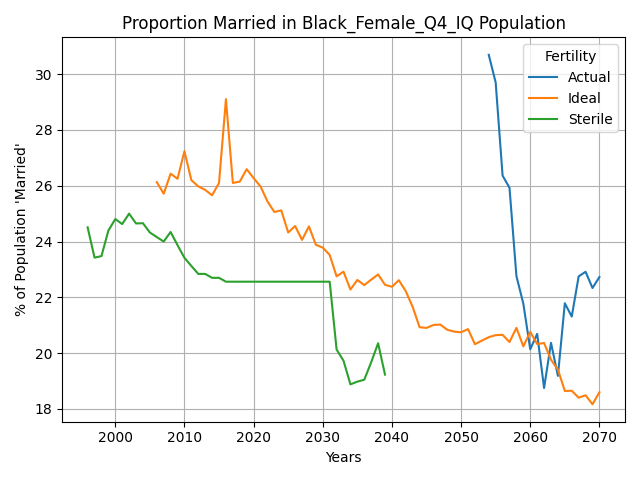 Proportion Married in Black_Female_Q4_IQ Population
% of Population 'Married'
30
28
26
24
22
20
18
Fertility
Actual
Ideal
Sterile
2000 2010 2020 2030 2040 2050 2060 2070
Years